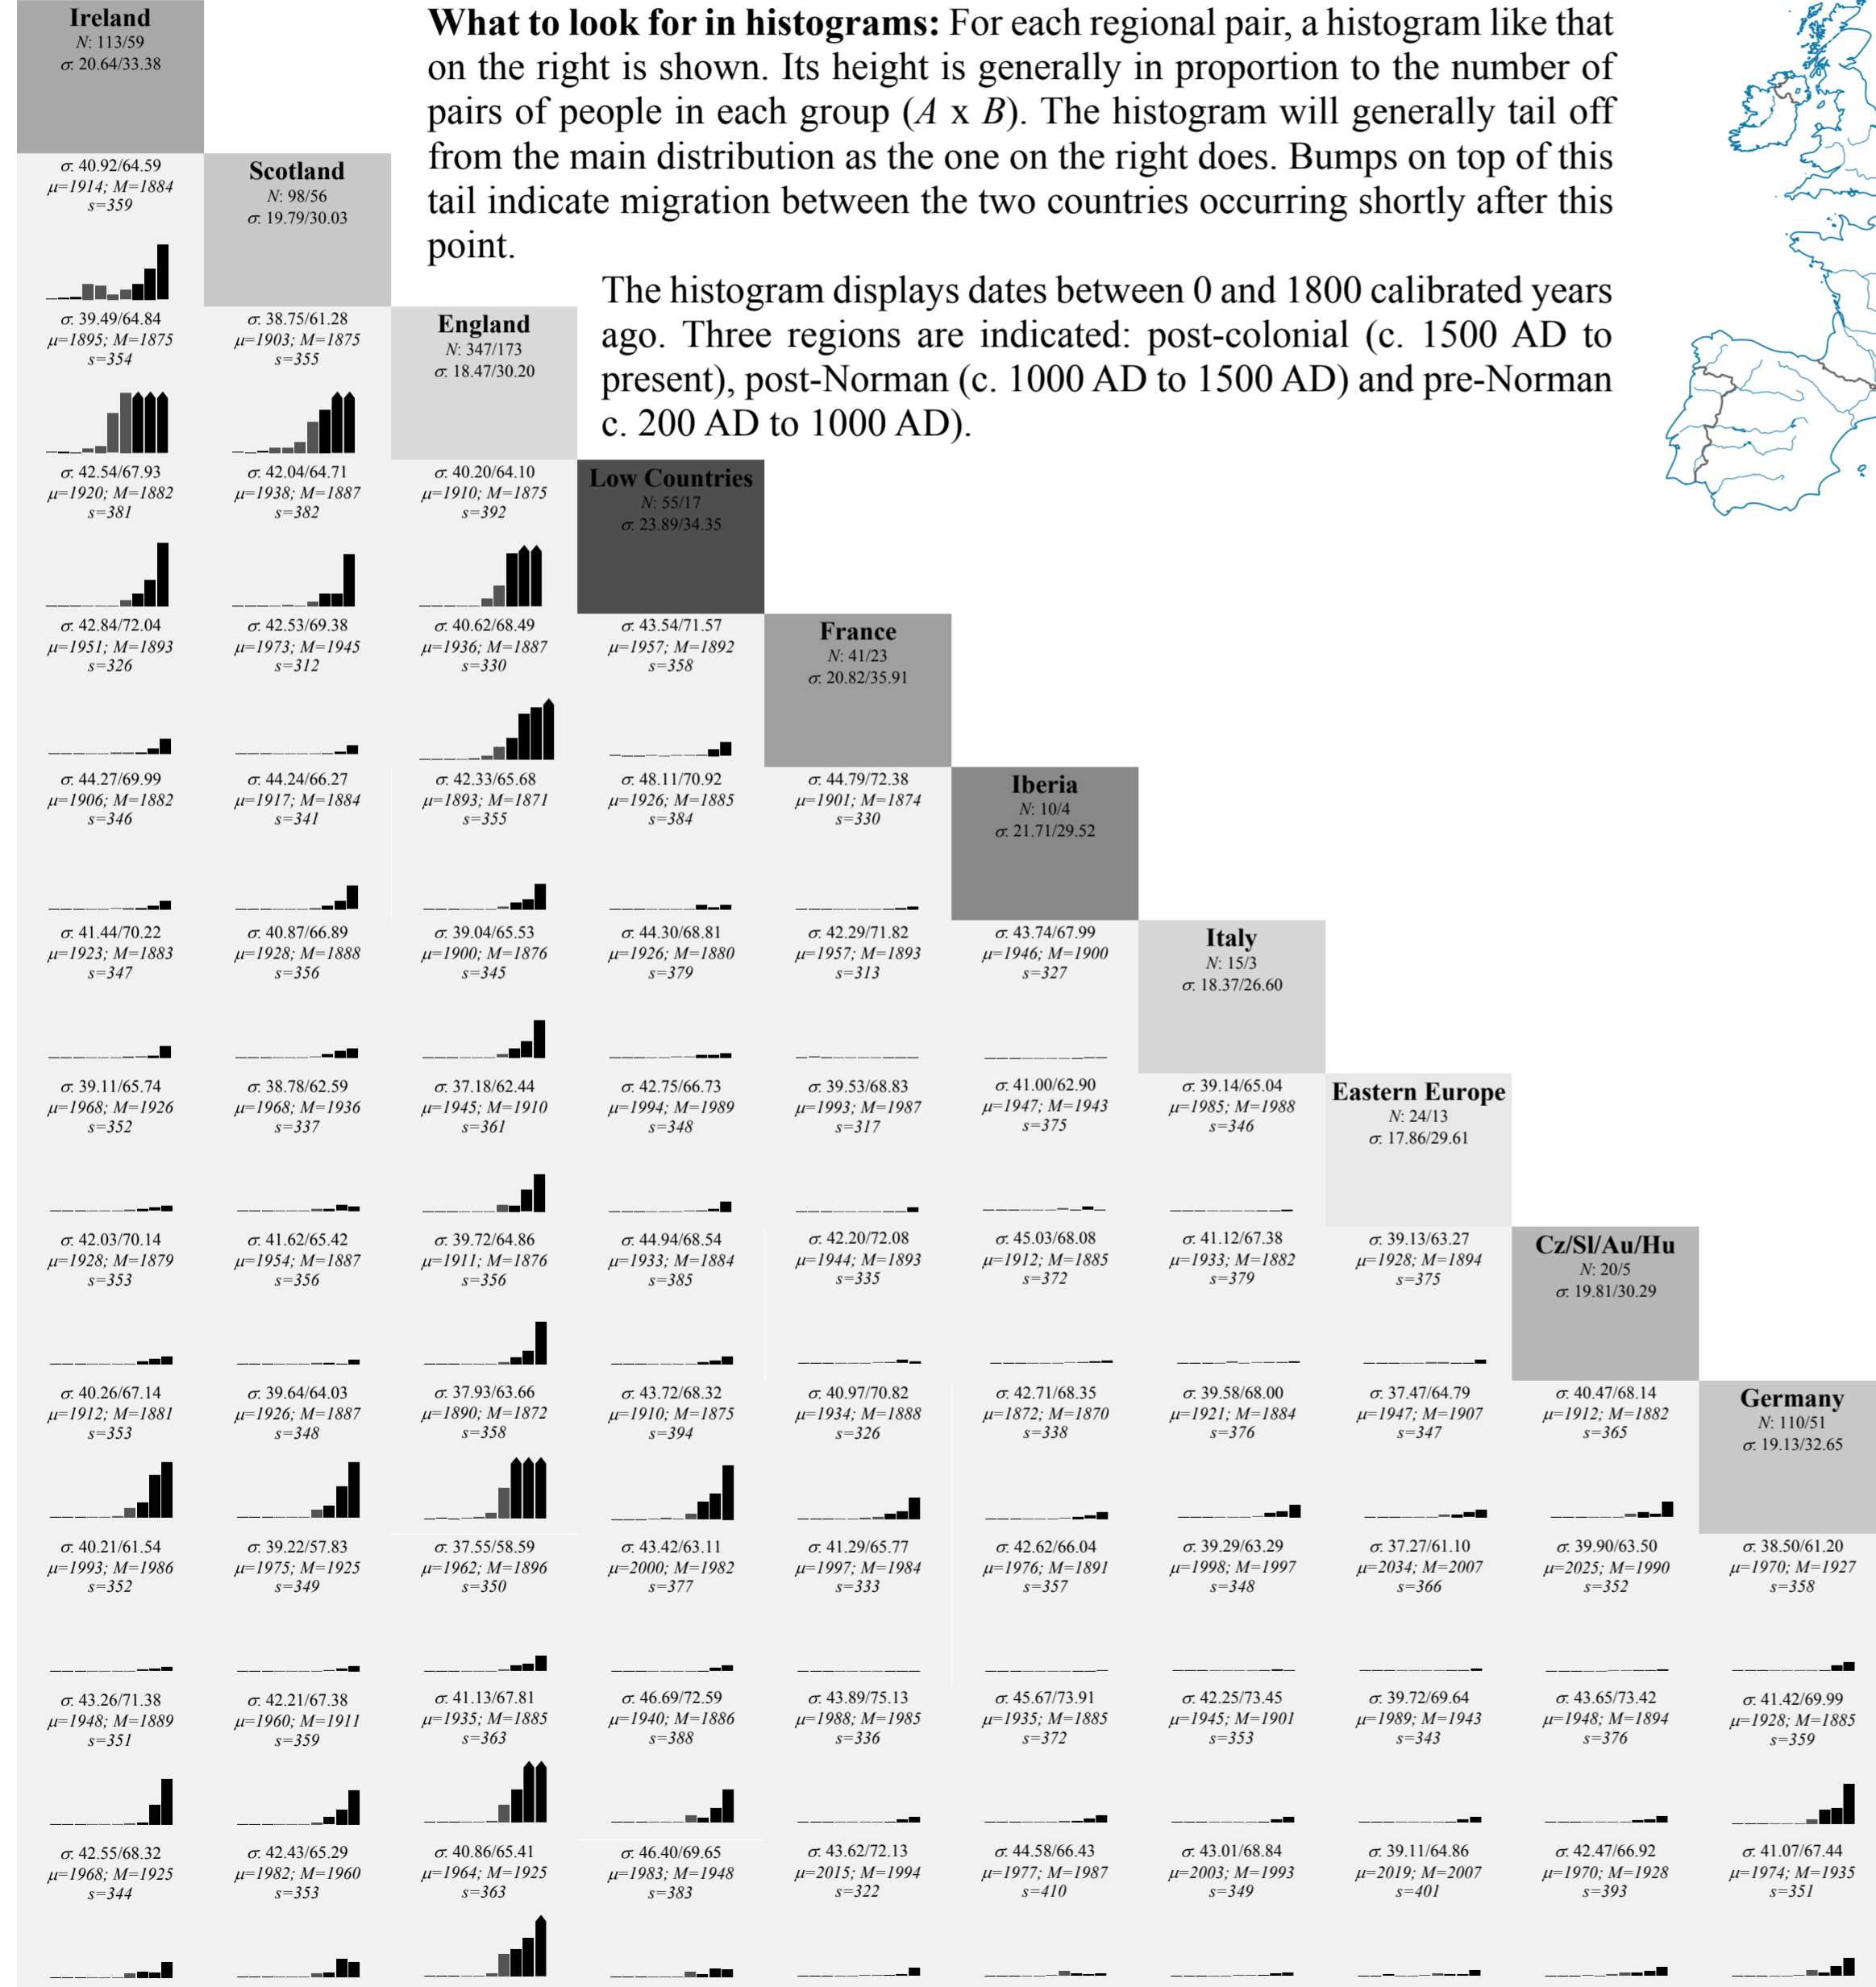 Ireland
N: 113/59
σ: 20.64/33.38
What to look for in histograms: For each regional pair, a histogram like that
on the right is shown. Its height is generally in proportion to the number of
pairs of people in each group (A x B). The histogram will generally tail off
from the main distribution as the one on the right does. Bumps on top of this
tail indicate migration between the two countries occurring shortly after this
point.
The histogram displays dates between 0 and 1800 calibrated years
ago. Three regions are indicated: post-colonial (c. 1500 AD to
present), post-Norman (c. 1000 AD to 1500 AD) and pre-Norman
c. 200 AD to 1000 AD).
σ: 40.92/64.59
μ=1914; M=1884
s=359
Scotland
N: 98/56
σ: 19.79/30.03
σ: 39.49/64.84
μ=1895; M=1875
s=354
σ: 38.75/61.28
μ=1903; M=1875
s=355
England
N: 347/173
σ: 18.47/30.20
σ: 42.54/67.93
μ=1920; M=1882
s=381
σ: 42.04/64.71
μ=1938; M=1887
s=382
σ: 40.20/64.10
μ=1910; M=1875
s=392
Low Countries
N: 55/17
σ: 23.89/34.35
σ: 42.84/72.04
μ=1951; M=1893
s=326
σ: 42.53/69.38
μ=1973; M=1945
s=312
σ: 40.62/68.49
μ=1936; M=1887
s=330
σ: 43.54/71.57
μ=1957; M=1892
s=358
France
N: 41/23
σ: 20.82/35.91
σ: 44.27/69.99
μ=1906; M=1882
s=346
σ: 44.24/66.27
μ=1917; M=1884
s=341
σ: 42.33/65.68
μ=1893; M=1871
s=355
σ: 48.11/70.92
μ=1926; M=1885
s=384
σ: 44.79/72.38
μ=1901; M=1874
s=330
Iberia
N: 10/4
σ: 21.71/29.52
σ: 41.44/70.22
μ=1923; M=1883
s=347
σ: 40.87/66.89
μ=1928; M=1888
s=356
σ: 39.04/65.53
μ=1900; M=1876
s=345
σ: 44.30/68.81
μ=1926; M=1880
s=379
σ: 42.29/71.82
μ=1957; M=1893
s=313
σ: 43.74/67.99
μ=1946; M=1900
s=327
Italy
N: 15/3
σ: 18.37/26.60
σ: 39.11/65.74
μ=1968; M=1926
s=352
σ: 38.78/62.59
μ=1968; M=1936
s=337
σ: 37.18/62.44
μ=1945; M=1910
s=361
σ: 42.75/66.73
μ=1994; M=1989
s=348
σ: 39.53/68.83
μ=1993; M=1987
s=317
σ: 41.00/62.90
μ=1947; M=1943
s=375
σ: 39.14/65.04
μ=1985; M=1988
s=346
Eastern Europe
N: 24/13
σ: 17.86/29.61
σ: 42.03/70.14
μ=1928; M=1879
s=353
σ: 41.62/65.42
μ=1954; M=1887
s=356
σ: 39.72/64.86
μ=1911; M=1876
s=356
σ: 44.94/68.54
μ=1933; M=1884
s=385
σ: 42.20/72.08
μ=1944; M=1893
s=335
σ: 45.03/68.08
μ=1912; M=1885
s=372
σ: 41.12/67.38
μ=1933; M=1882
s=379
σ: 39.13/63.27
μ=1928; M=1894
s=375
Cz/Sl/Au/Hu
N: 20/5
σ: 19.81/30.29
σ: 40.26/67.14
μ=1912; M=1881
s=353
σ: 39.64/64.03
μ=1926; M=1887
s=348
σ: 37.93/63.66
μ=1890; M=1872
s=358
σ: 43.72/68.32
μ=1910; M=1875
s=394
σ: 40.97/70.82
μ=1934; M=1888
s=326
σ: 42.71/68.35
μ=1872; M=1870
s=338
σ: 39.58/68.00
μ=1921; M=1884
s=376
σ: 37.47/64.79
μ=1947; M=1907
s=347
σ: 40.47/68.14
μ=1912; M=1882
s=365
Germany
N: 110/51
σ: 19.13/32.65
σ: 40.21/61.54
μ=1993; M=1986
s=352
σ: 39.22/57.83
μ=1975; M=1925
s=349
σ: 37.55/58.59
μ=1962; M=1896
s=350
σ: 43.42/63.11
μ=2000; M=1982
s=377
σ: 41.29/65.77
μ=1997; M=1984
s=333
σ: 42.62/66.04
μ=1976; M=1891
s=357
σ: 39.29/63.29
μ=1998; M=1997
s=348
σ: 37.27/61.10
μ=2034; M=2007
s=366
σ: 39.90/63.50
μ=2025; M=1990
s=352
σ: 38.50/61.20
μ=1970; M=1927
s=358
σ: 43.26/71.38
μ=1948; M=1889
s=351
σ: 42.21/67.38
μ=1960; M=1911
s=359
σ: 41.13/67.81
μ=1935; M=1885
s=363
σ: 46.69/72.59
μ=1940; M=1886
s=388
σ: 43.89/75.13
μ=1988; M=1985
s=336
σ: 45.67/73.91
μ=1935; M=1885
s=372
σ: 42.25/73.45
μ=1945; M=1901
s=353
σ: 39.72/69.64
μ=1989; M=1943
s=343
σ: 43.65/73.42
μ=1948; M=1894
s=376
σ: 41.42/69.99
μ=1928; M=1885
s=359
σ: 42.55/68.32
μ=1968; M=1925
s=344
σ: 42.43/65.29
μ=1982; M=1960
s=353
σ: 40.86/65.41
μ=1964; M=1925
s=363
σ: 46.40/69.65
μ=1983; M=1948
s=383
σ: 43.62/72.13
μ=2015; M=1994
s=322
σ: 44.58/66.43
μ=1977; M=1987
s=410
σ: 43.01/68.84
μ=2003; M=1993
s=349
σ: 39.11/64.86
μ=2019; M=2007
s=401
σ: 42.47/66.92
μ=1970; M=1928
s=393
σ: 41.07/67.44
μ=1974; M=1935
s=351